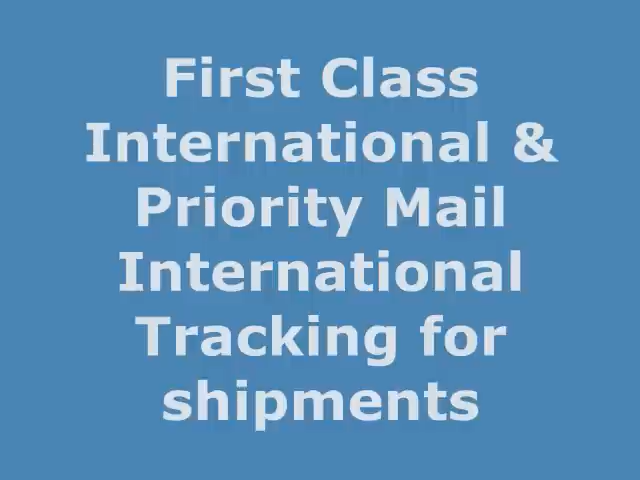 First Class
International &
Priority Mail
International
Tracking for
shipments